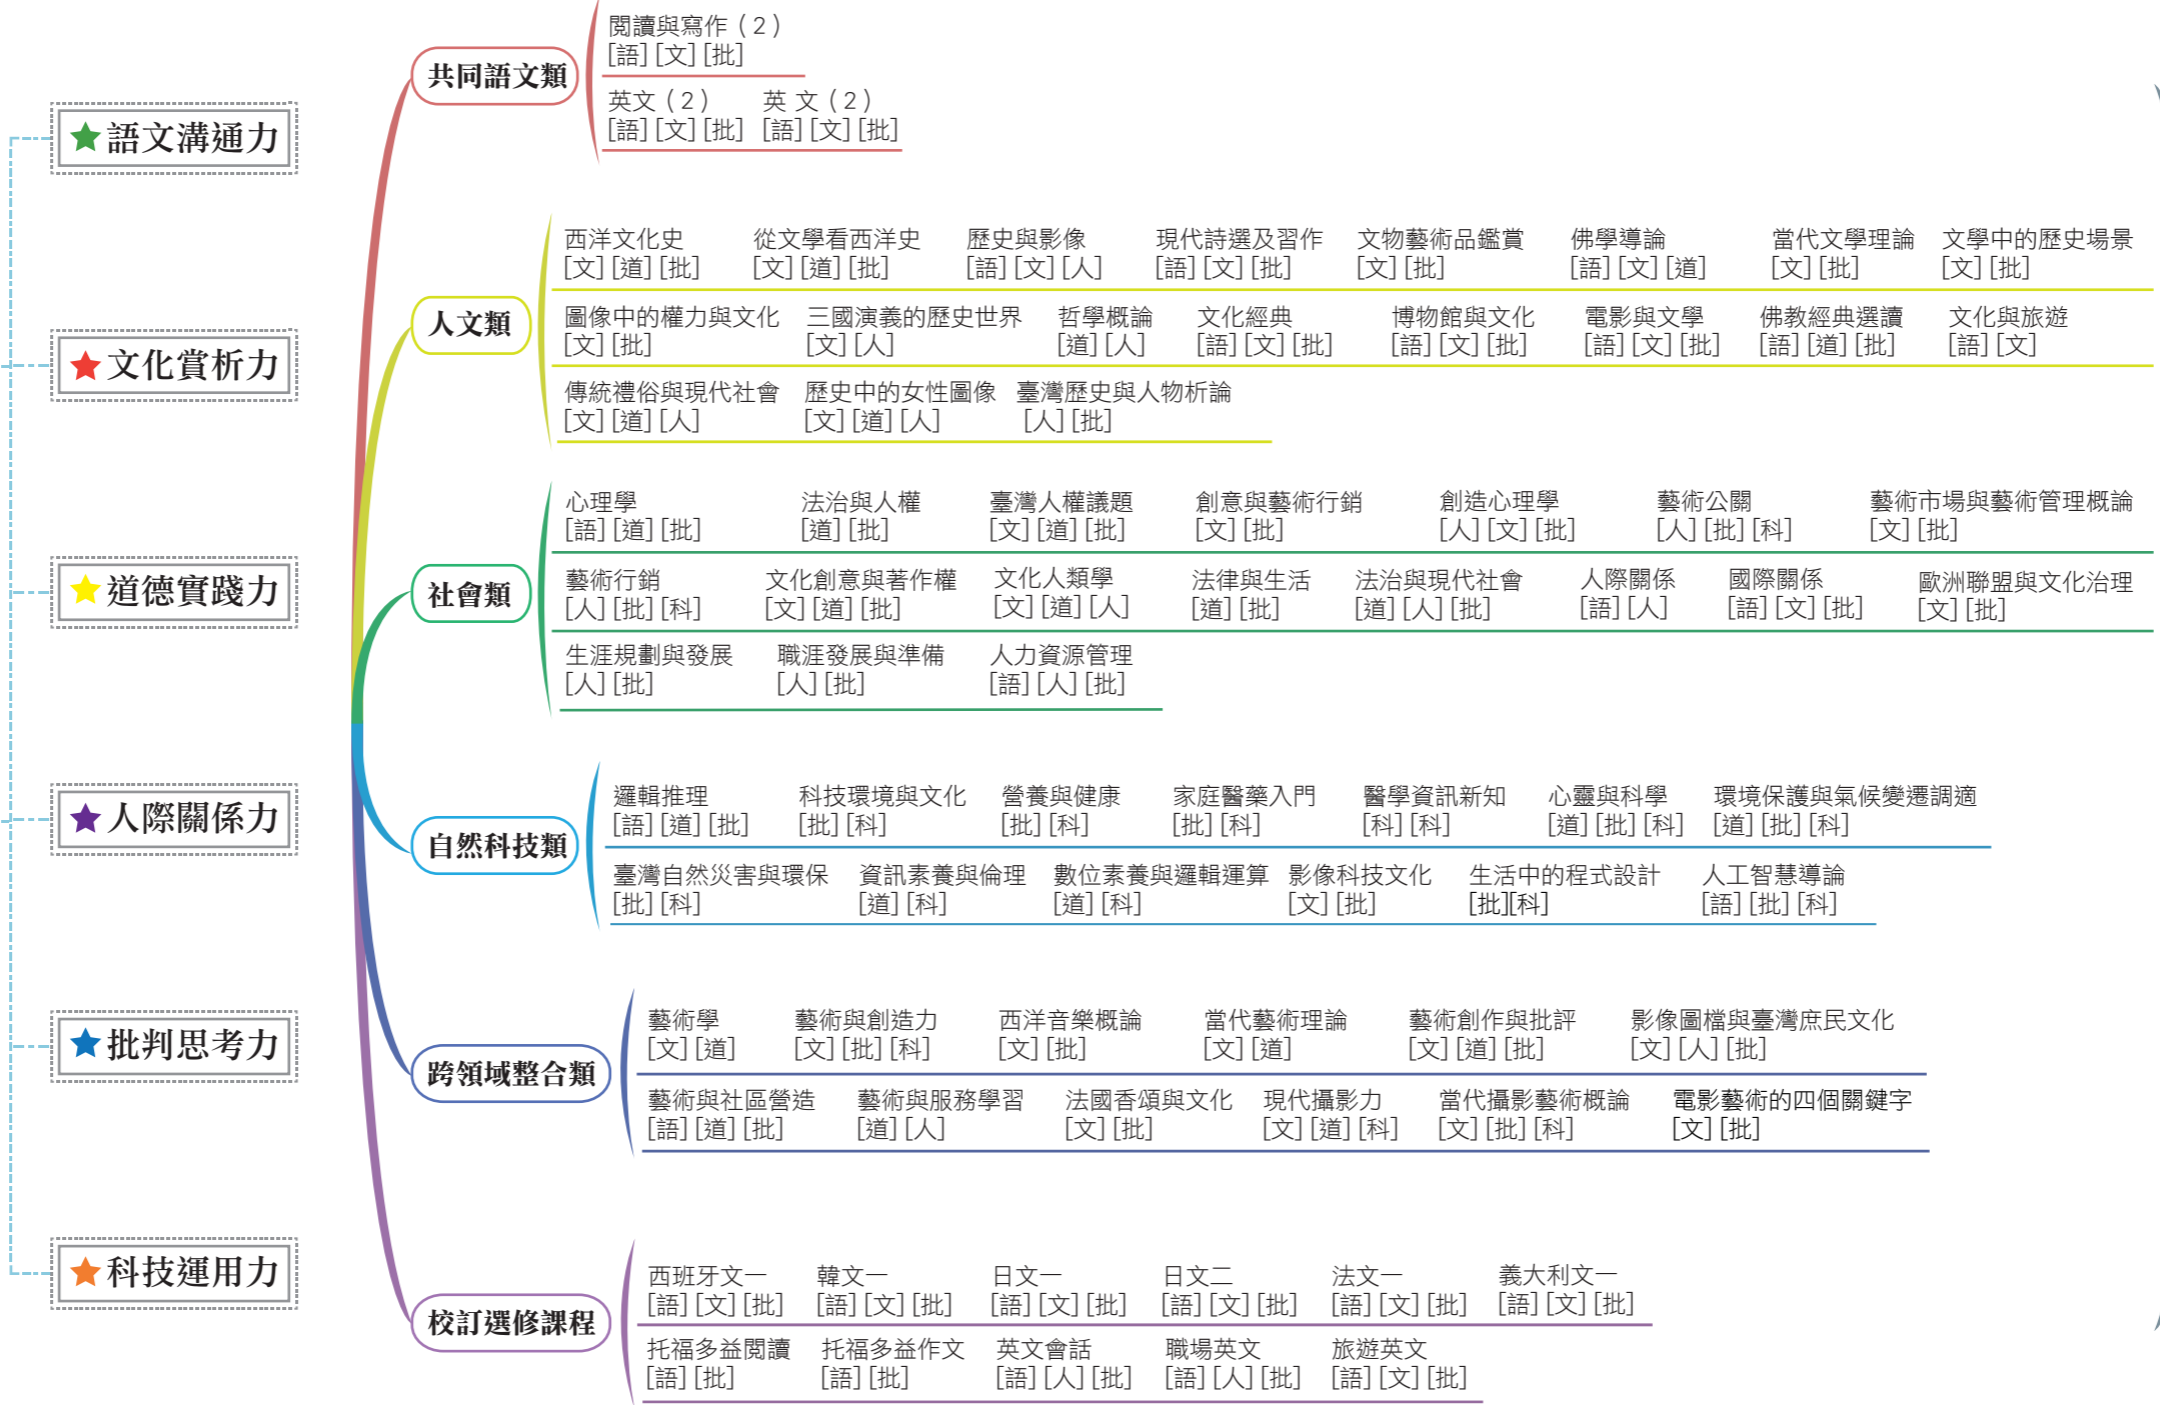 語文溝通力
文化賞析力
道德實踐力
人際關係力
批判思考力
科技運用力
共同語文類
閱讀與寫作（2）
[語] [文] [批]
英文（2） 英 文（2）
[語] [文] [批] [語] [文] [批]
人文類
西洋文化史 從文學看西洋史 歷史與影像 現代詩選及習作 文物藝術品鑑賞 佛學導論 當代文學理論 文學中的歷史場景
[文] [道] [批] [文] [道] [批] [語] [文] [人] [語] [文] [批] [文] [批] [語] [文] [道] [文] [批] [文] [批]
圖像中的權力與文化 三國演義的歷史世界 哲學概論 文化經典 博物館與文化 電影與文學 佛教經典選讀 文化與旅遊
[文] [批] [文] [人] [道] [人] [語] [文] [批] [語] [文] [批] [語] [文] [批] [語] [道] [批] [語] [文]
傳統禮俗與現代社會 歷史中的女性圖像 臺灣歷史與人物析論
[文] [道] [人] [文] [道] [人] [人] [批]
社會類
心理學 法治與人權 臺灣人權議題 創意與藝術行銷 創造心理學 藝術公關 藝術市場與藝術管理概論
[語] [道] [批] [道] [批] [文] [道] [批] [文] [批] [人] [文] [批] [人] [批] [科] [文] [批]
藝術行銷 文化創意與著作權 文化人類學 法律與生活 法治與現代社會 人際關係 國際關係 歐洲聯盟與文化治理
[人] [批] [科] [文] [道] [批] [文] [道] [人] [道] [批] [道] [人] [批] [語] [人] [語] [文] [批] [文] [批]
生涯規劃與發展 職涯發展與準備 人力資源管理
[人] [批] [人] [批] [語] [人] [批]
自然科技類
邏輯推理 科技環境與文化 營養與健康 家庭醫藥入門 醫學資訊新知 心靈與科學 環境保護與氣候變遷調適
[語] [道] [批] [批] [科] [批] [科] [批] [科] [科] [科] [道] [批] [科] [道] [批] [科]
臺灣自然災害與環保 資訊素養與倫理 數位素養與邏輯運算 影像科技文化 生活中的程式設計 人工智慧導論
[批] [科] [道] [科] [道] [科] [文] [批] [批][科] [語] [批] [科]
跨領域整合類
藝術學 藝術與創造力 西洋音樂概論 當代藝術理論 藝術創作與批評 影像圖檔與臺灣庶民文化
[文] [道] [文] [批] [科] [文] [批] [文] [道] [文] [道] [批] [文] [人] [批]
藝術與社區營造 藝術與服務學習 法國香頌與文化 現代攝影力 當代攝影藝術概論 電影藝術的四個關鍵字
[語] [道] [批] [道] [人] [文] [批] [文] [道] [科] [文] [批] [科] [文] [批]
校訂選修課程
西班牙文一 韓文一 日文一 日文二 法文一 義大利文一
[語] [文] [批] [語] [文] [批] [語] [文] [批] [語] [文] [批] [語] [文] [批] [語] [文] [批]
托福多益閱讀 托福多益作文 英文會話 職場英文 旅遊英文
[語] [批] [語] [批] [語] [人] [批] [語] [人] [批] [語] [文] [批]